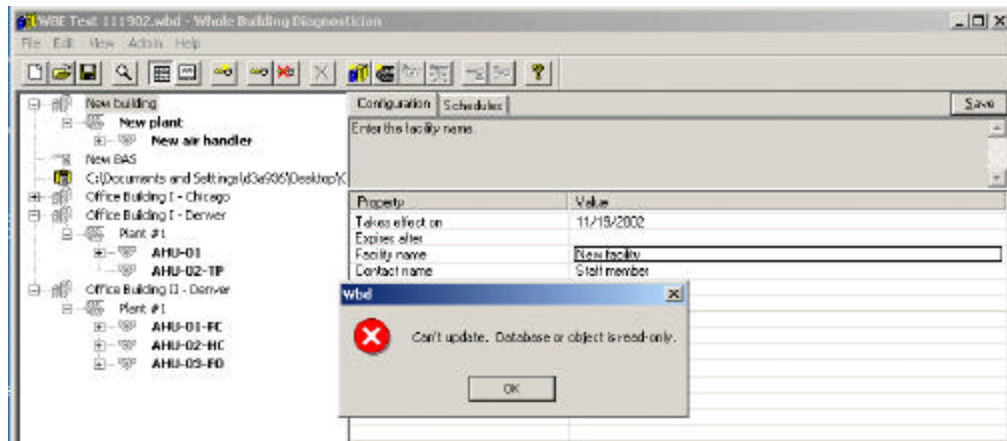 WBE Test 111902.wbd - Whole Building Diagnostician
File Edit View Admin Help
New building
New plant
New air handler
New BAS
C:\Documents and Settings\d3a906\Desktop\C
Office Building I - Chicago
Office Building I - Denver
Plant #1
AHU-01
AHU-02-TP
Office Building II - Denver
Plant #1
AHU-01-FC
AHU-02-HC
AHU-03-FO
Configuration Schedules Save
Enter the facility name.
Property Value
Takes effect on 11/19/2002
Expires after
Facility name New facility
Contact name Staff member
Wbd
Can't update. Database or object is read-only.
OK